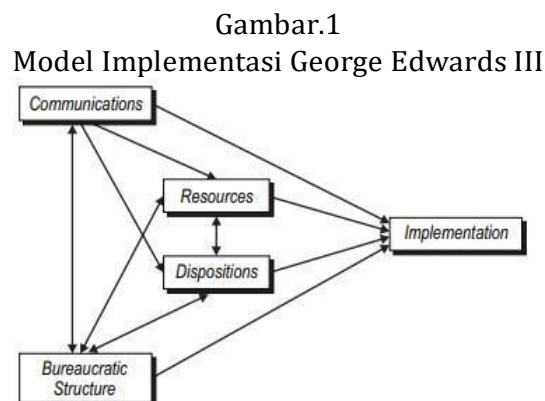 Gambar.1
Model Implementasi George Edwards III
Communications
Resources
Implementation
Dispositions
Bureaucratic
Structure